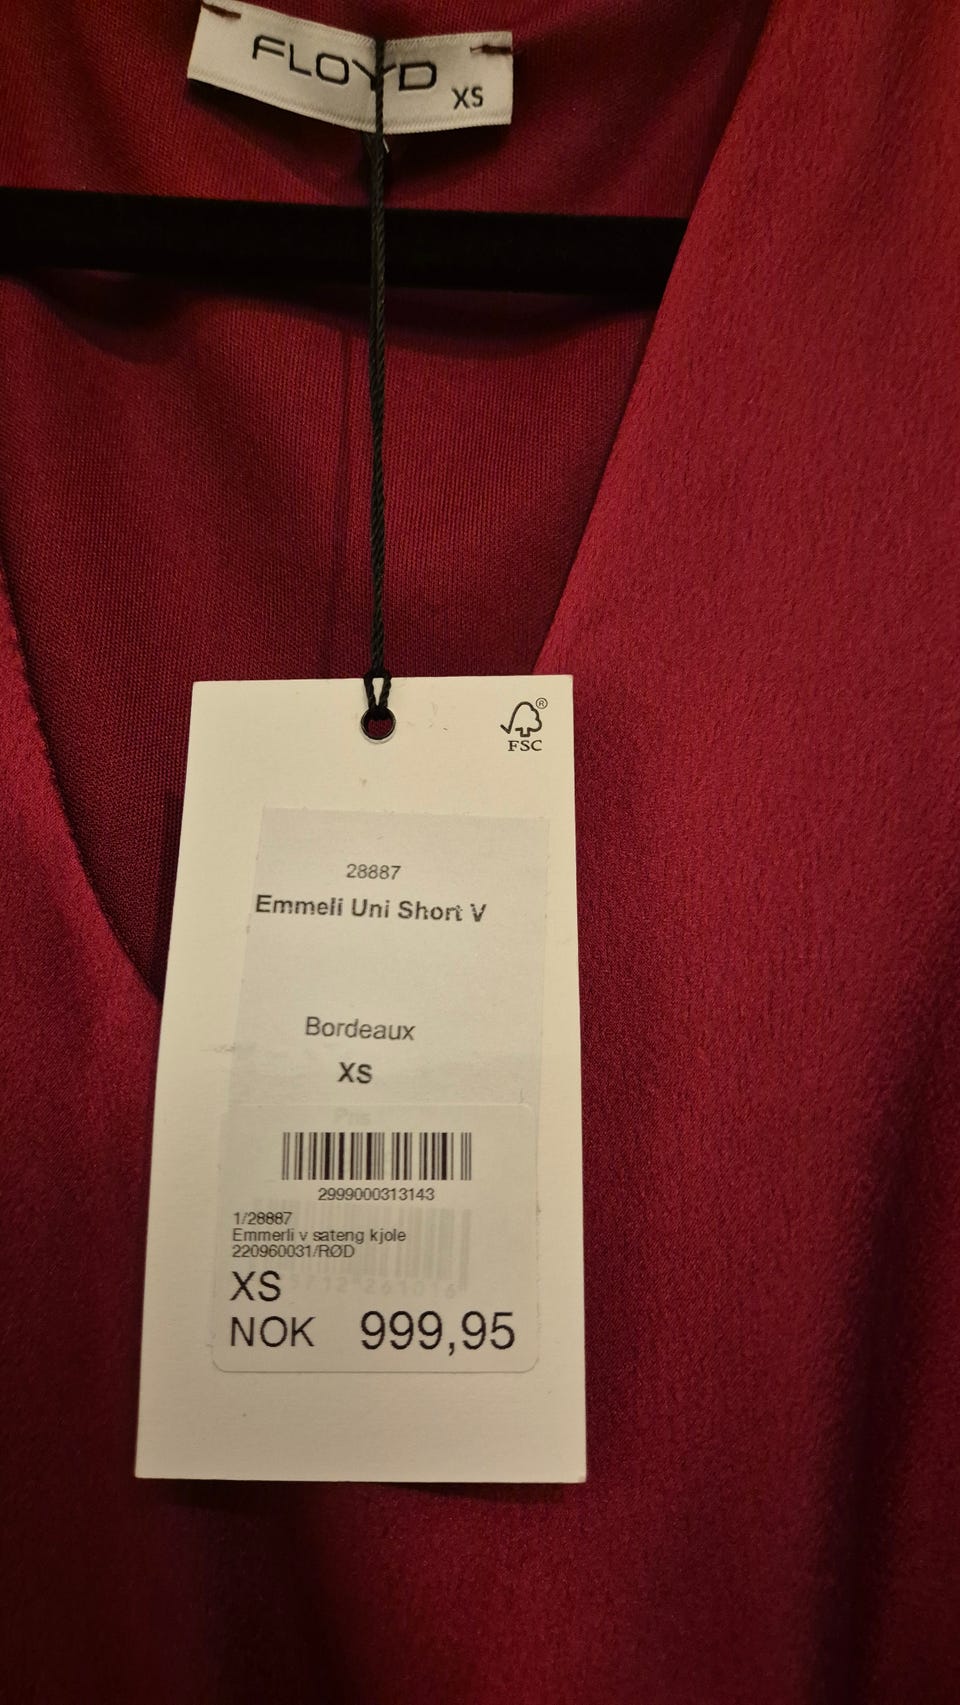 FLOYD
XS
®
FSC
28887
Emmeli Uni Short V
Bordeaux
XS
Pris
2999000313143
1/28887
Emmerli v sateng kjole
220960031/RØD
XS
NOK 999,95